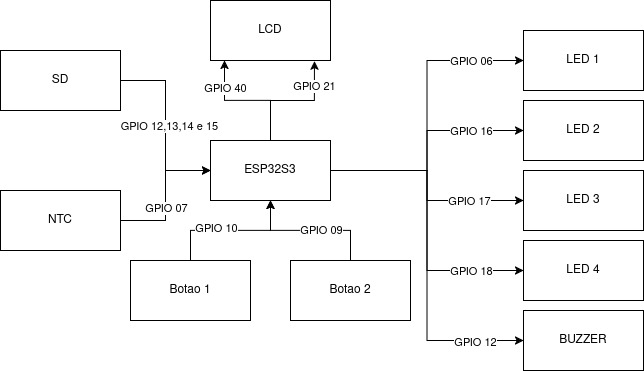 LCD
SD
GPIO 40
GPIO 21
GPIO 06
LED 1
GPIO 12,13,14 e 15
GPIO 16
LED 2
ESP32S3
NTC
GPIO 07
GPIO 17
LED 3
GPIO 10
GPIO 09
Botao 1
Botao 2
GPIO 18
LED 4
GPIO 12
BUZZER